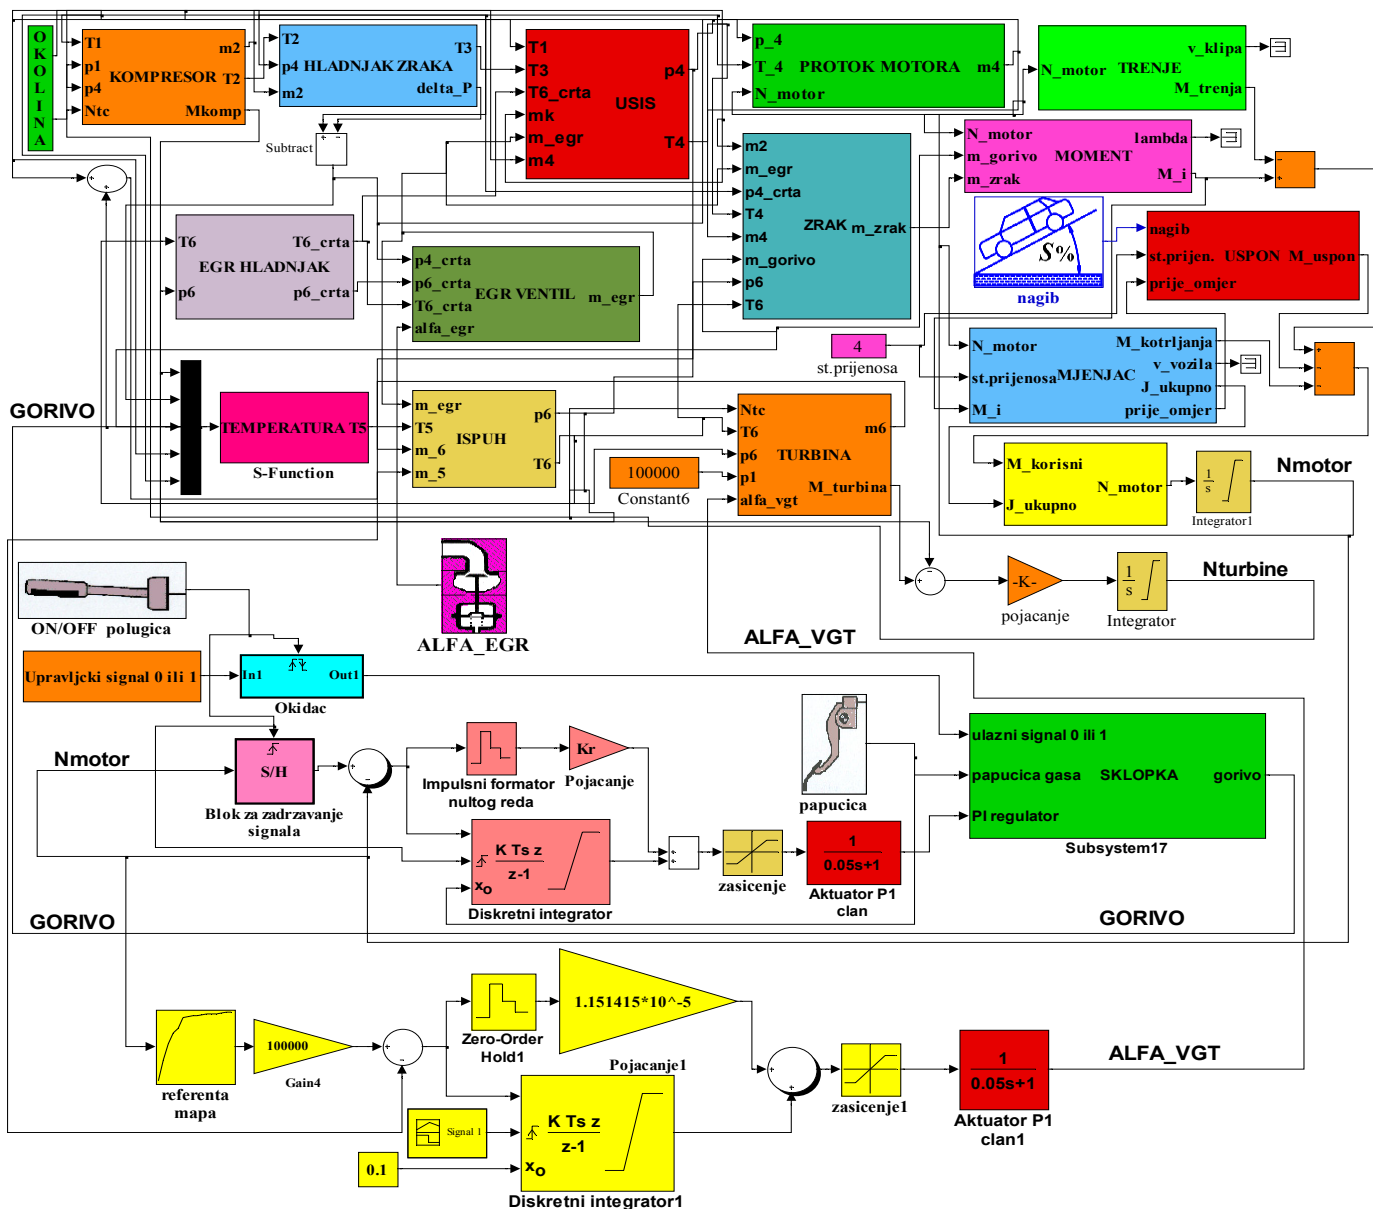 OKOLINA
T1
p1
p4
Ntc
KOMPRESOR
m2
T2
Mkomp
T2
p4
m2
HLADNJAK ZRAKA
T3
delta_P
Subtract
T1
T3
T6_crta
mk
m_egr
m4
USIS
p4
T4
p_4
T_4
N_motor
PROTOK MOTORA
m4
N_motor
TRENJE
v_klipa
M_trenja
N_motor
m_gorivo
m_zrak
MOMENT
lambda
M_i
m2
m_egr
p4_crta
T4
m4
m_gorivo
p6
T6
ZRAK
m_zrak
S%
nagib
nagib
st.prijen.
prije_omjer
USPON
M_uspon
T6
p6
EGR HLADNJAK
T6_crta
p6_crta
p4_crta
p6_crta
T6_crta
alfa_egr
EGR VENTIL
m_egr
4
st.prijenosa
N_motor
st.prijenosa
M_i
MJENJAC
M_kotrljanja
v_vozila
J_ukupno
prije_omjer
GORIVO
TEMPERATURA T5
S-Function
m_egr
T5
m_6
m_5
ISPUH
p6
T6
100000
Constant6
Ntc
T6
p6
p1
alfa_vgt
TURBINA
m6
M_turbina
M_korisni
J_ukupno
N_motor
1
s
Integrator1
Nmotor
ON/OFF polugica
ALFA_EGR
-K-
pojacanje
1
s
Integrator
Nturbine
ALFA_VGT
Upravljcki signal 0 ili 1
In1
Out1
Okidac
Nmotor
S/H
Blok za zadrzavanje
signala
Impulsni formator
nultog reda
Kr
Pojacanje
papucica
ulazni signal 0 ili 1
papucica gasa
PI regulator
SKLOPKA
gorivo
Subsystem17
K Ts z
z-1
xo
Diskretni integrator
zasicenje
1
0.05s+1
Aktuator P1
clan
GORIVO
GORIVO
referenta
mapa
100000
Gain4
Zero-Order
Hold1
1.151415*10^-5
Pojacanje1
Signal 1
0.1
K Ts z
z-1
xo
Diskretni integrator1
zasicenje1
1
0.05s+1
Aktuator P1
clan1
ALFA_VGT